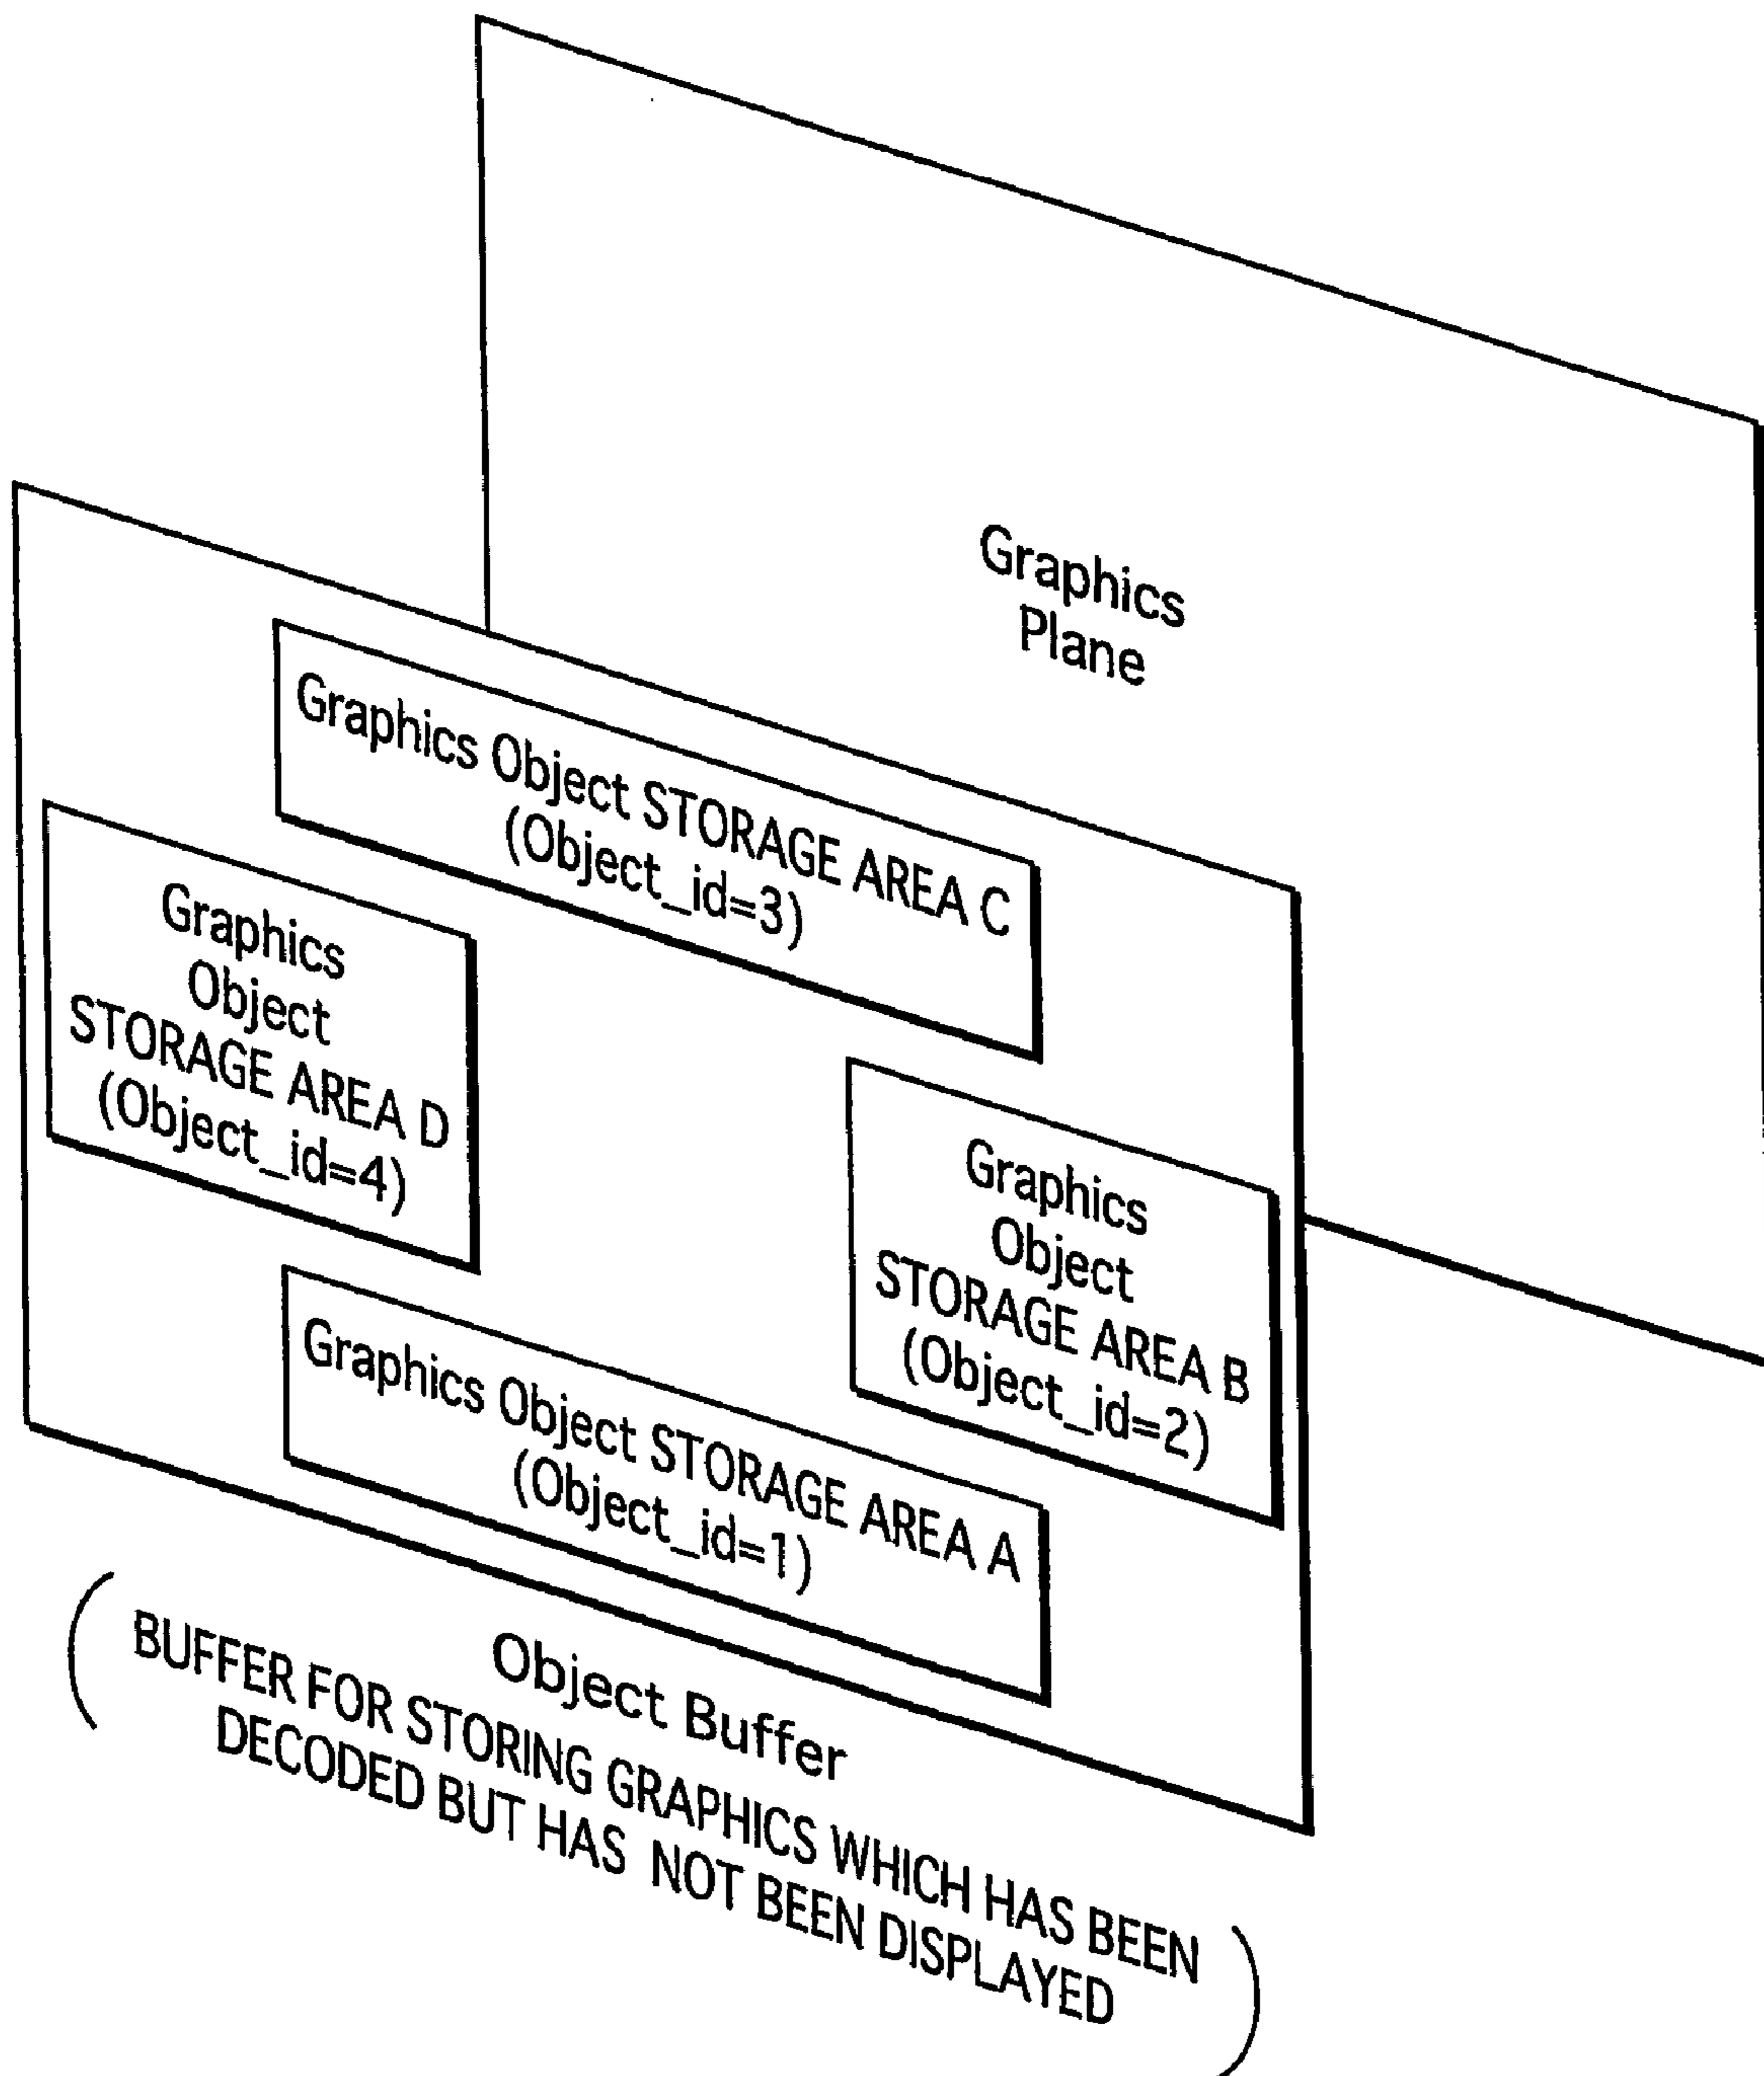 Graphics
Plane
Graphics Object STORAGE AREA C
(Object_id=3)
Graphics
Object
STORAGE AREA D
(Object_id=4)
Graphics
Object
STORAGE AREA B
(Object_id=2)
Graphics Object STORAGE AREA A
(Object_id=1)
Object Buffer
(BUFFER FOR STORING GRAPHICS WHICH HAS BEEN
DECODED BUT HAS NOT BEEN DISPLAYED)